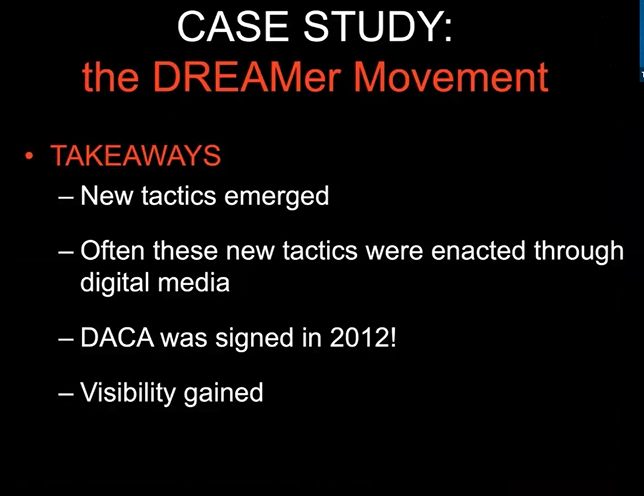 CASE STUDY:
the DREAMer Movement
• TAKEAWAYS
– New tactics emerged
– Often these new tactics were enacted through
digital media
– DACA was signed in 2012!
– Visibility gained